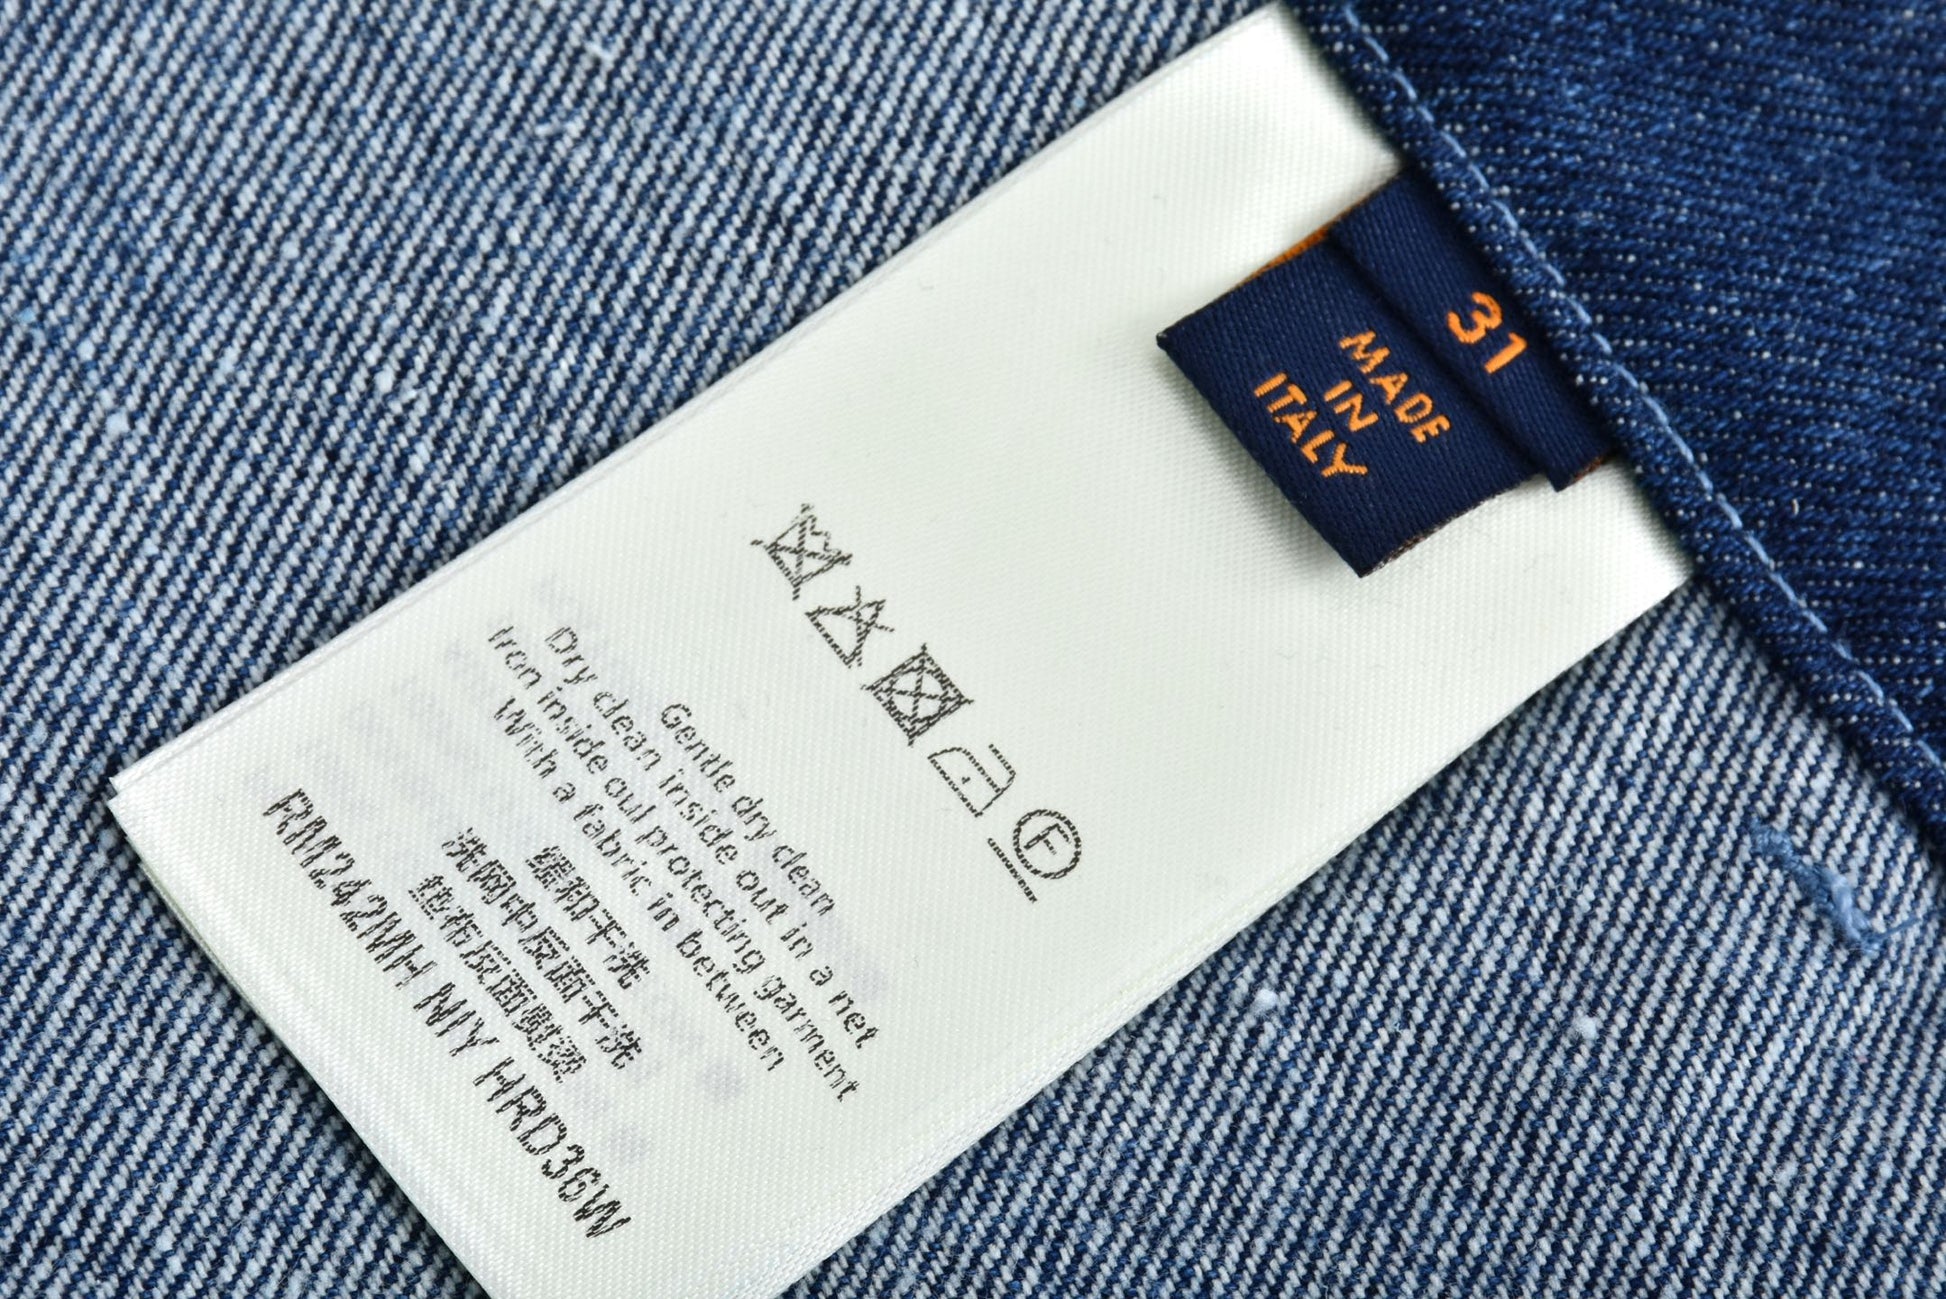 31
MADE
IN
ITALY
F
Gentle dry clean
Dry clean inside out in a net
Iron inside out protecting garment
With a fabric in between
温和干洗
洗网中反面干洗
垫布反面熨烫
RM242MH NIY HRD36W